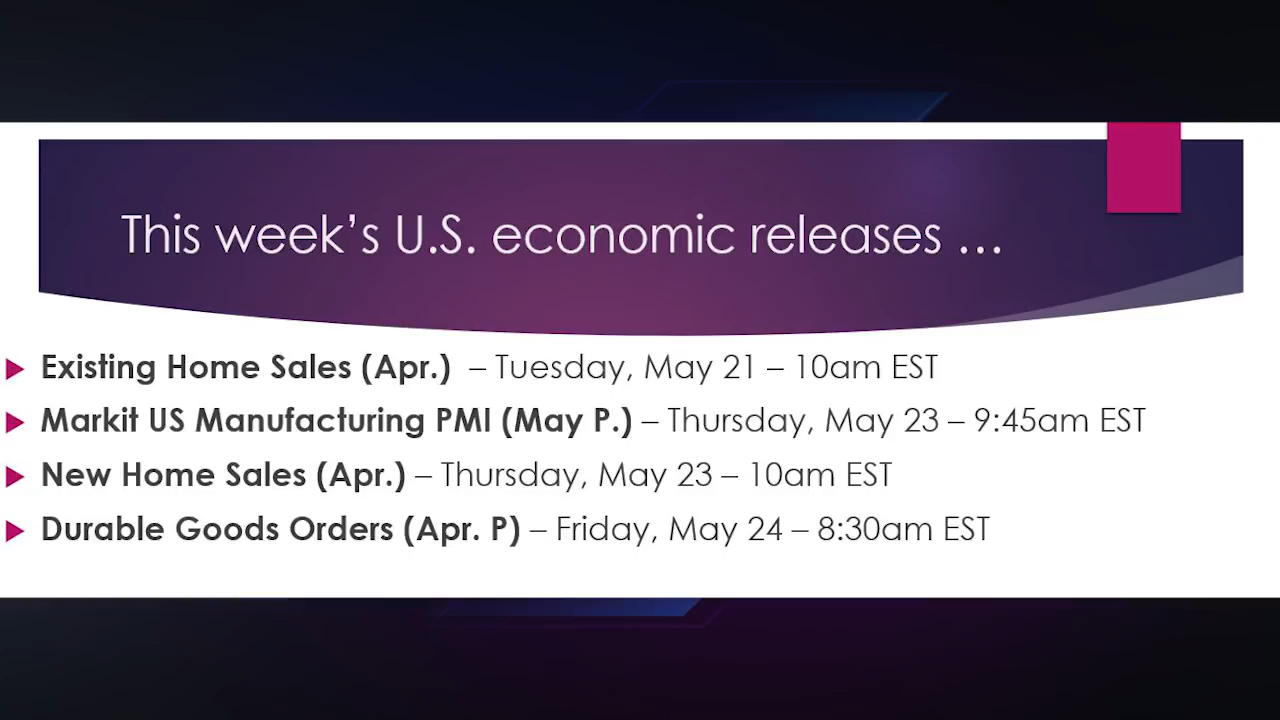 This week’s U.S. economic releases …
Existing Home Sales (Apr.) – Tuesday, May 21 – 10am EST
Markit US Manufacturing PMI (May P.) – Thursday, May 23 – 9:45am EST
New Home Sales (Apr.) – Thursday, May 23 – 10am EST
Durable Goods Orders (Apr. P) – Friday, May 24 – 8:30am EST